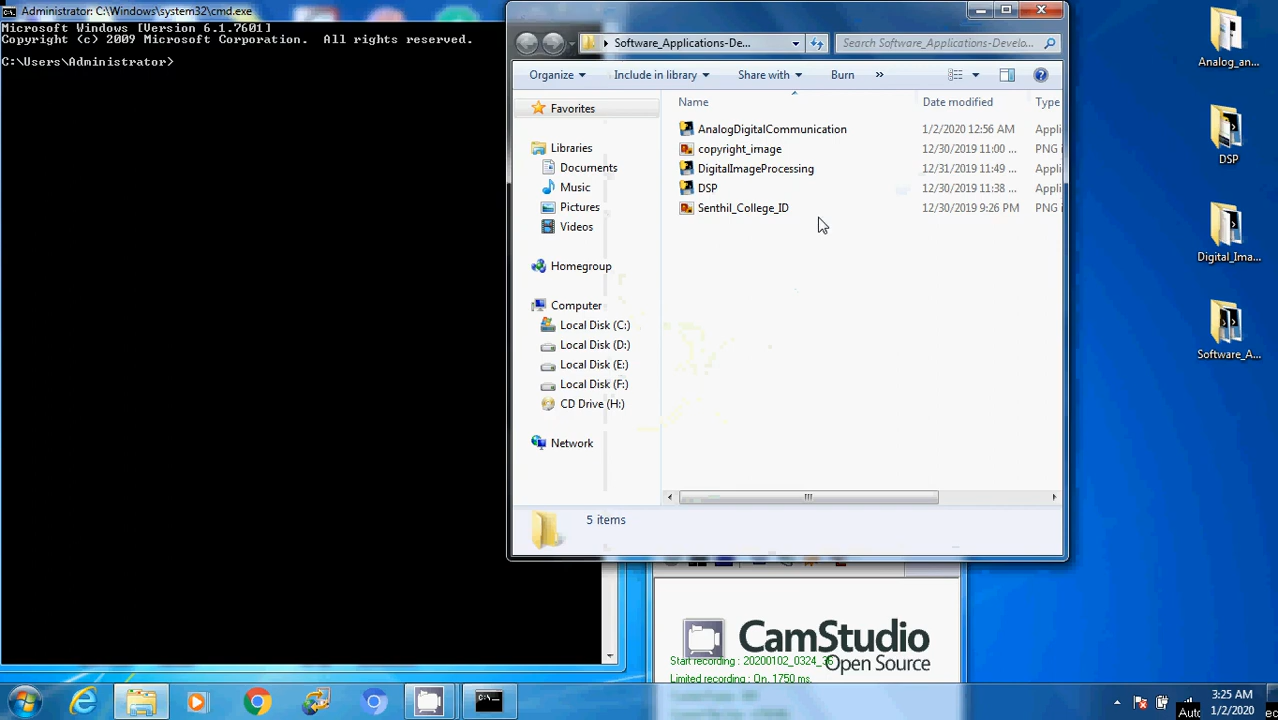 Administrator: C:\Windows\system32\cmd.exe
Microsoft Windows [Version 6.1.7601]
Copyright (c) 2009 Microsoft Corporation.  All rights reserved.
C:\Users\Administrator>
Software_Applications-De...
Search Software_Applications-Develo...
Organize
Include in library
Share with
Burn
»
Favorites
Libraries
Documents
Music
Pictures
Videos
Homegroup
Computer
Local Disk (C:)
Local Disk (D:)
Local Disk (E:)
Local Disk (F:)
CD Drive (H:)
Network
Name Date modified Type
AnalogDigitalCommunication 1/2/2020 12:56 AM Appli
copyright_image 12/30/2019 11:00 ... PNG i
DigitalImageProcessing 12/31/2019 11:49 ... Appli
DSP 12/30/2019 11:38 ... Appli
Senthil_College_ID 12/30/2019 9:26 PM PNG i
5 items
Analog_an...
DSP
Digital_Ima...
Software_A...
CamStudio
Open Source
Start recording : 20200102_0324_36
Limited recording : On, 1750 ms.
3:25 AM
1/2/2020
Auto